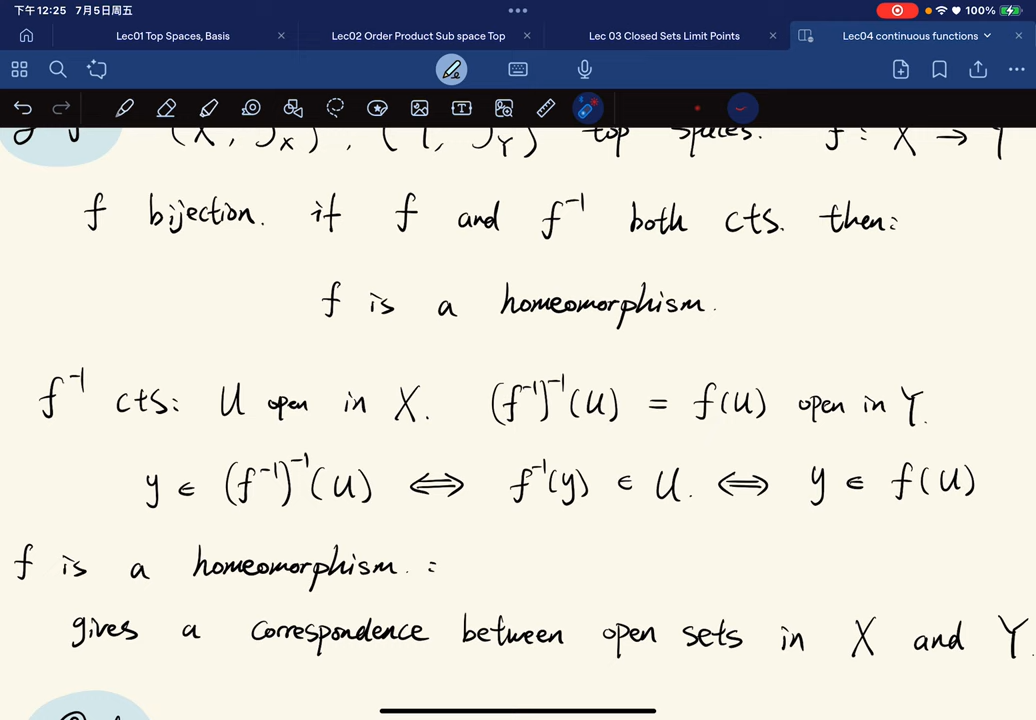 下午12:25 7月5日周五
100%
Lec01 Top Spaces, Basis
Lec02 Order Product Sub space Top
Lec 03 Closed Sets Limit Points
Lec04 continuous functions
(X, 𝒯_X), (Y, 𝒯_Y) top spaces. f : X → Y
f bijection. if f and f⁻¹ both cts. then:
f is a homeomorphism.
f⁻¹ cts: U open in X. (f⁻¹)⁻¹(U) = f(U) open in Y.
y ∈ (f⁻¹)⁻¹(U) ⟺ f⁻¹(y) ∈ U. ⟺ y ∈ f(U)
f is a homeomorphism. :
gives a correspondence between open sets in X and Y.